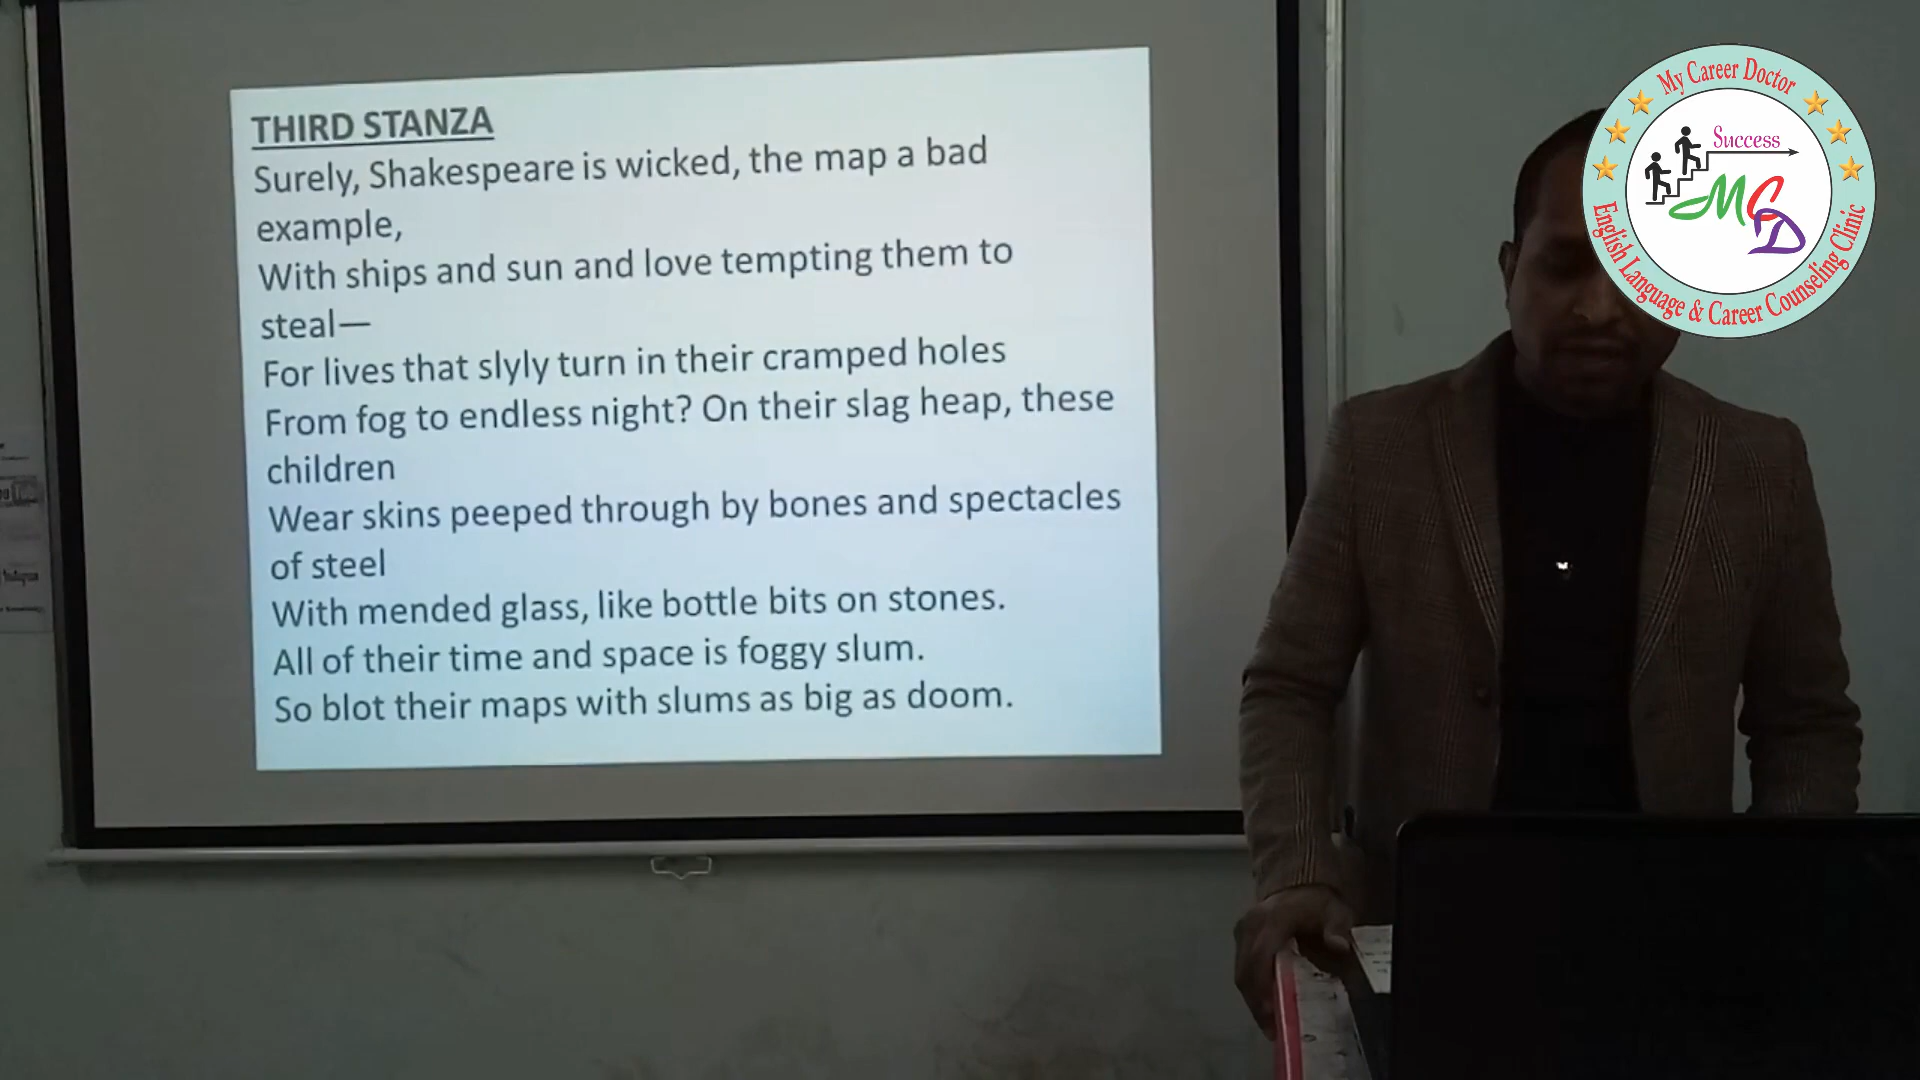 THIRD STANZA
Surely, Shakespeare is wicked, the map a bad
example,
With ships and sun and love tempting them to
steal—
For lives that slyly turn in their cramped holes
From fog to endless night? On their slag heap, these
children
Wear skins peeped through by bones and spectacles
of steel
With mended glass, like bottle bits on stones.
All of their time and space is foggy slum.
So blot their maps with slums as big as doom.
My Career Doctor
Success
MCD
English Language & Career Counseling Clinic